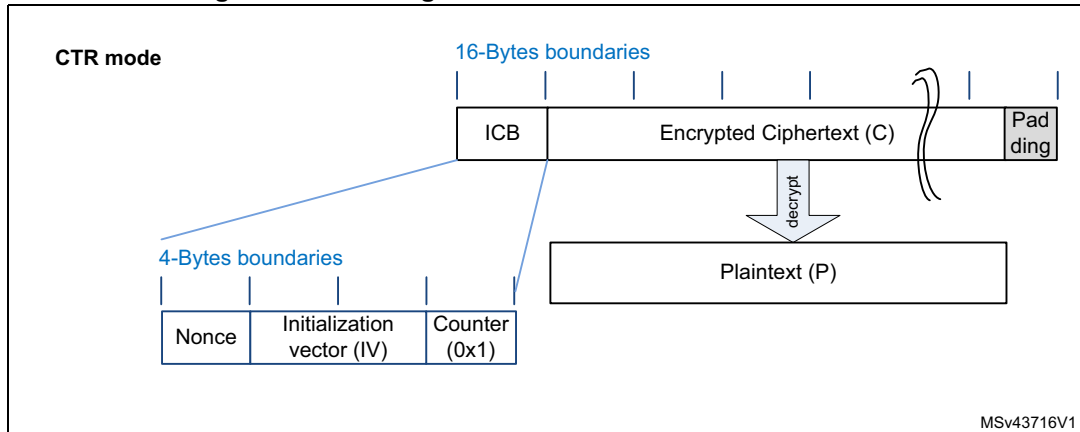 CTR mode
16-Bytes boundaries
ICB
Encrypted Ciphertext (C)
Pad
ding
decrypt
4-Bytes boundaries
Plaintext (P)
Nonce
Initialization
vector (IV)
Counter
(0x1)
MSv43716V1